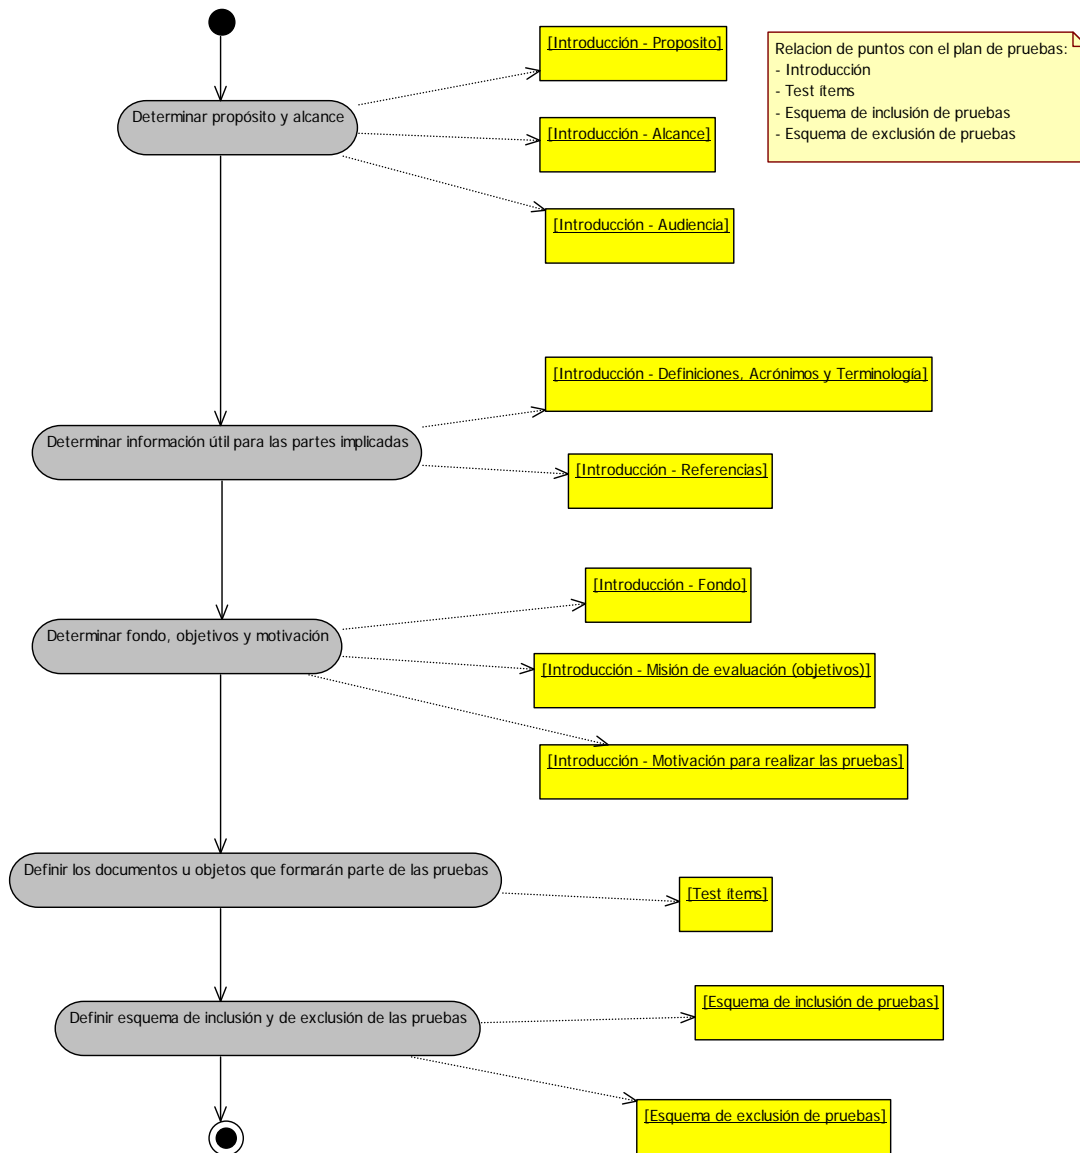 [Introducción - Proposito]
Relacion de puntos con el plan de pruebas:
- Introducción
- Test ítems
- Esquema de inclusión de pruebas
- Esquema de exclusión de pruebas
Determinar propósito y alcance
[Introducción - Alcance]
[Introducción - Audiencia]
[Introducción - Definiciones, Acrónimos y Terminología]
Determinar información útil para las partes implicadas
[Introducción - Referencias]
[Introducción - Fondo]
Determinar fondo, objetivos y motivación
[Introducción - Misión de evaluación (objetivos)]
[Introducción - Motivación para realizar las pruebas]
Definir los documentos u objetos que formarán parte de las pruebas
[Test ítems]
[Esquema de inclusión de pruebas]
Definir esquema de inclusión y de exclusión de las pruebas
[Esquema de exclusión de pruebas]